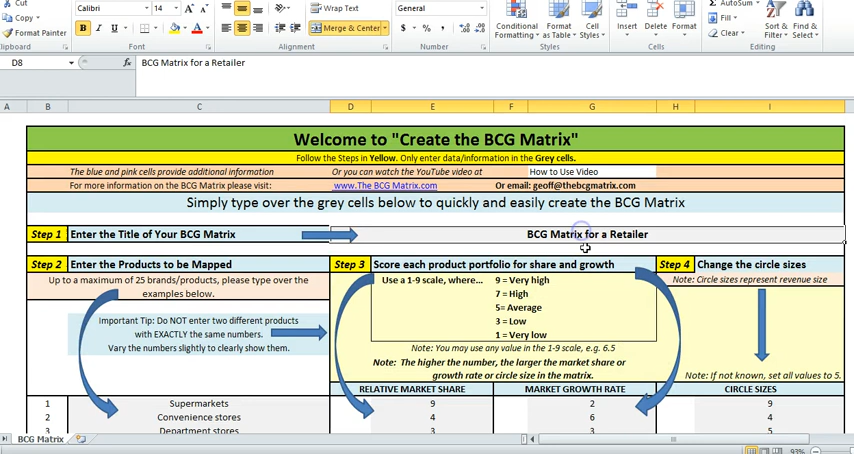 Cut
Calibri 14 A A Wrap Text General AutoSum
Copy
Format Painter
B I U A Merge & Center $ % , Conditional Formatting Format as Table Cell Styles Insert Delete Format Fill Clear Sort & Filter Find & Select
lipboard Font Alignment Number Styles Cells Editing
D8 fx BCG Matrix for a Retailer
A B C D E F G H I
Welcome to "Create the BCG Matrix"
Follow the Steps in Yellow. Only enter data/information in the Grey cells.
The blue and pink cells provide additional information Or you can watch the YouTube video at How to Use Video
For more information on the BCG Matrix please visit: www.The BCG Matrix.com Or email: geoff@thebcgmatrix.com
Simply type over the grey cells below to quickly and easily create the BCG Matrix
Step 1 Enter the Title of Your BCG Matrix BCG Matrix for a Retailer
Step 2 Enter the Products to be Mapped Step 3 Score each product portfolio for share and growth Step 4 Change the circle sizes
Up to a maximum of 25 brands/products, please type over the examples below.
Use a 1-9 scale, where... 9 = Very high
7 = High
5= Average
3 = Low
1 = Very low
Note: Circle sizes represent revenue size
Important Tip: Do NOT enter two different products
with EXACTLY the same numbers.
Vary the numbers slightly to clearly show them.
Note: You may use any value in the 1-9 scale, e.g. 6.5
Note: The higher the number, the larger the market share or
growth rate or circle size in the matrix.
Note: If not known, set all values to 5.
RELATIVE MARKET SHARE MARKET GROWTH RATE CIRCLE SIZES
1 Supermarkets 9 2 9
2 Convenience stores 4 6 4
3 Department stores 3 3 5
BCG Matrix
93%